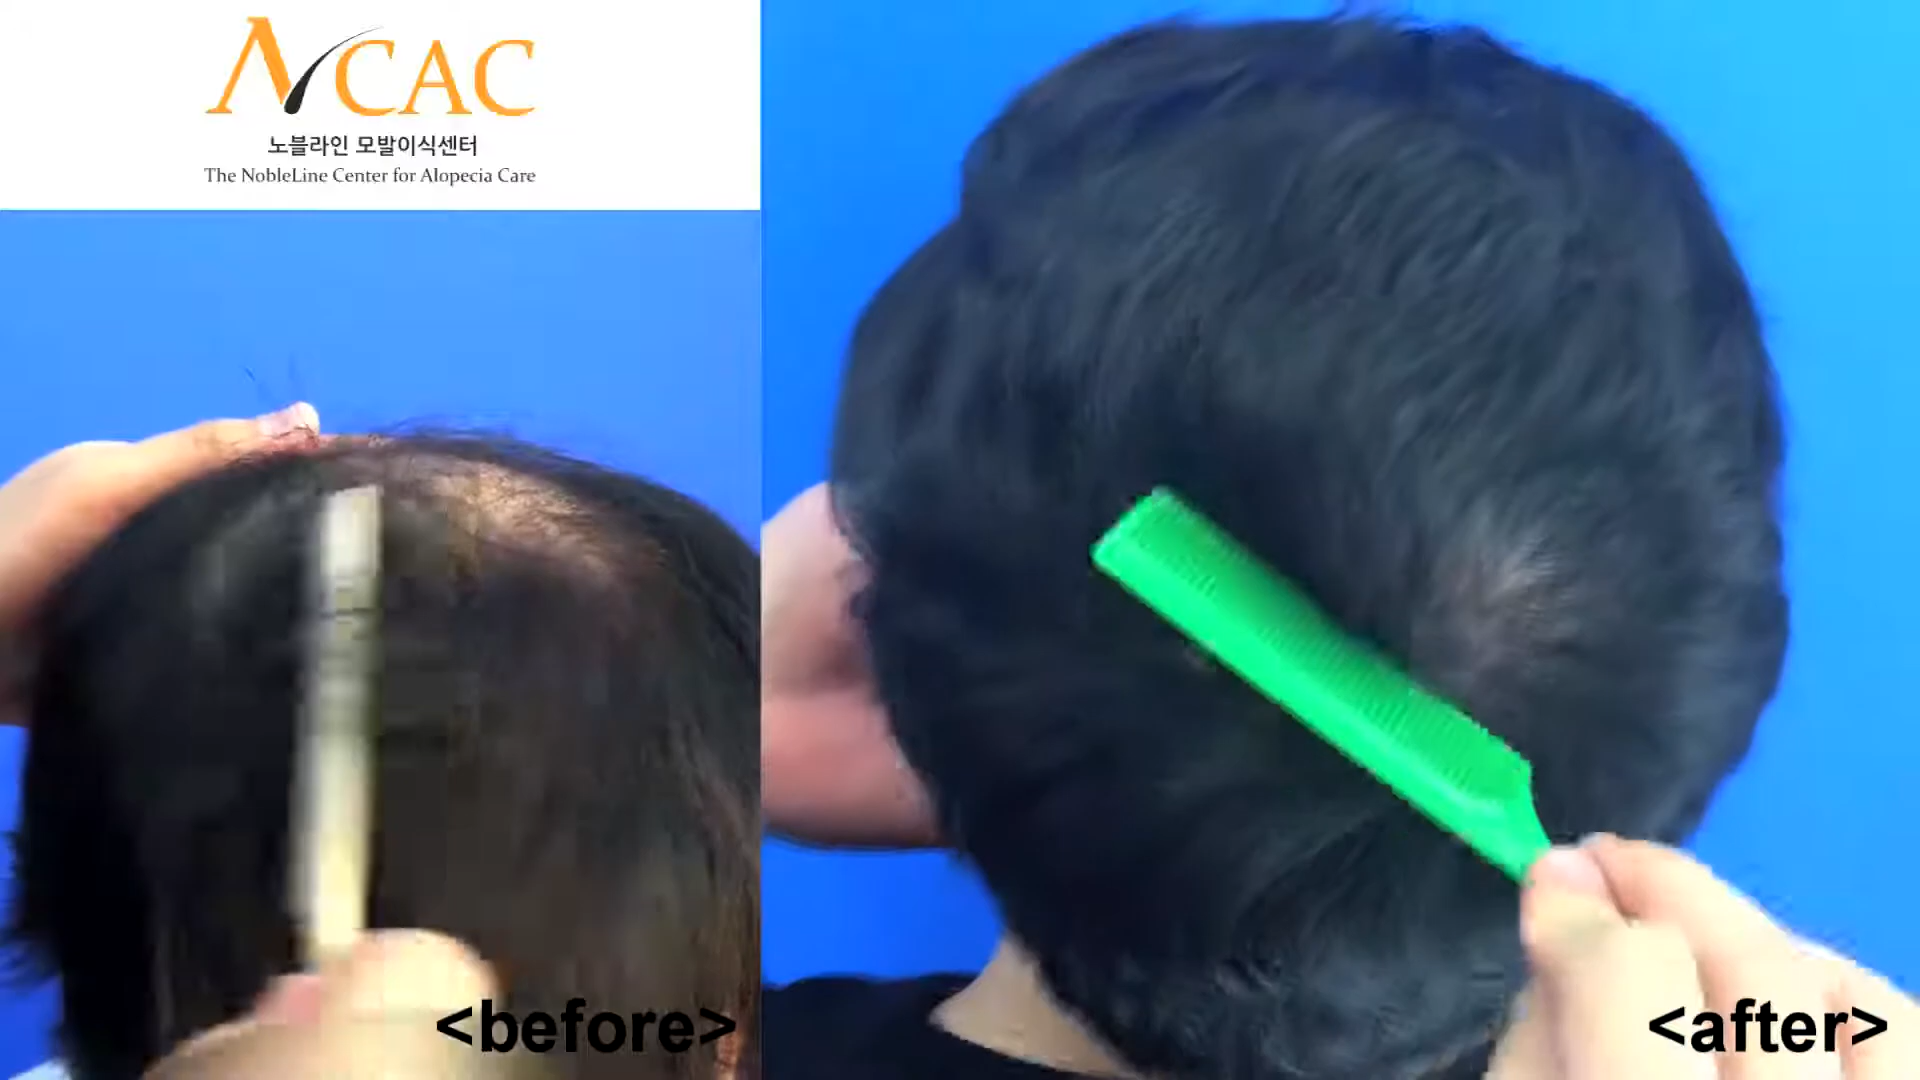 NCAC
노블라인 모발이식센터
The NobleLine Center for Alopecia Care
<before>
<after>